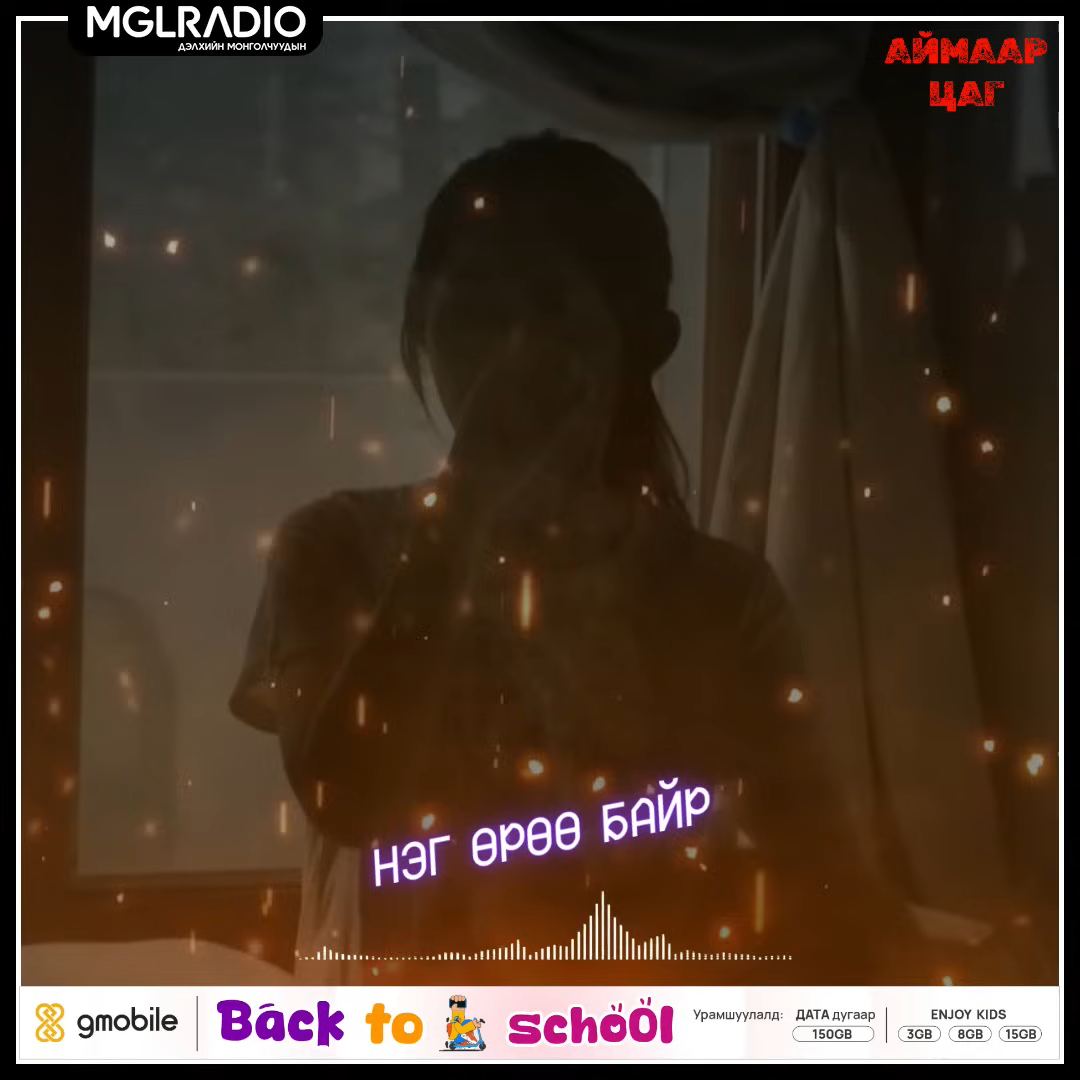 MGLRADIO
ДЭЛХИЙН МОНГОЛЧУУДЫН
АЙМААР
ЦАГ
НЭГ ӨРӨӨ БАЙР
gmobile
Back to school
Урамшуулалд:
ДАТА дугаар
150GB
ENJOY KIDS
3GB 8GB 15GB